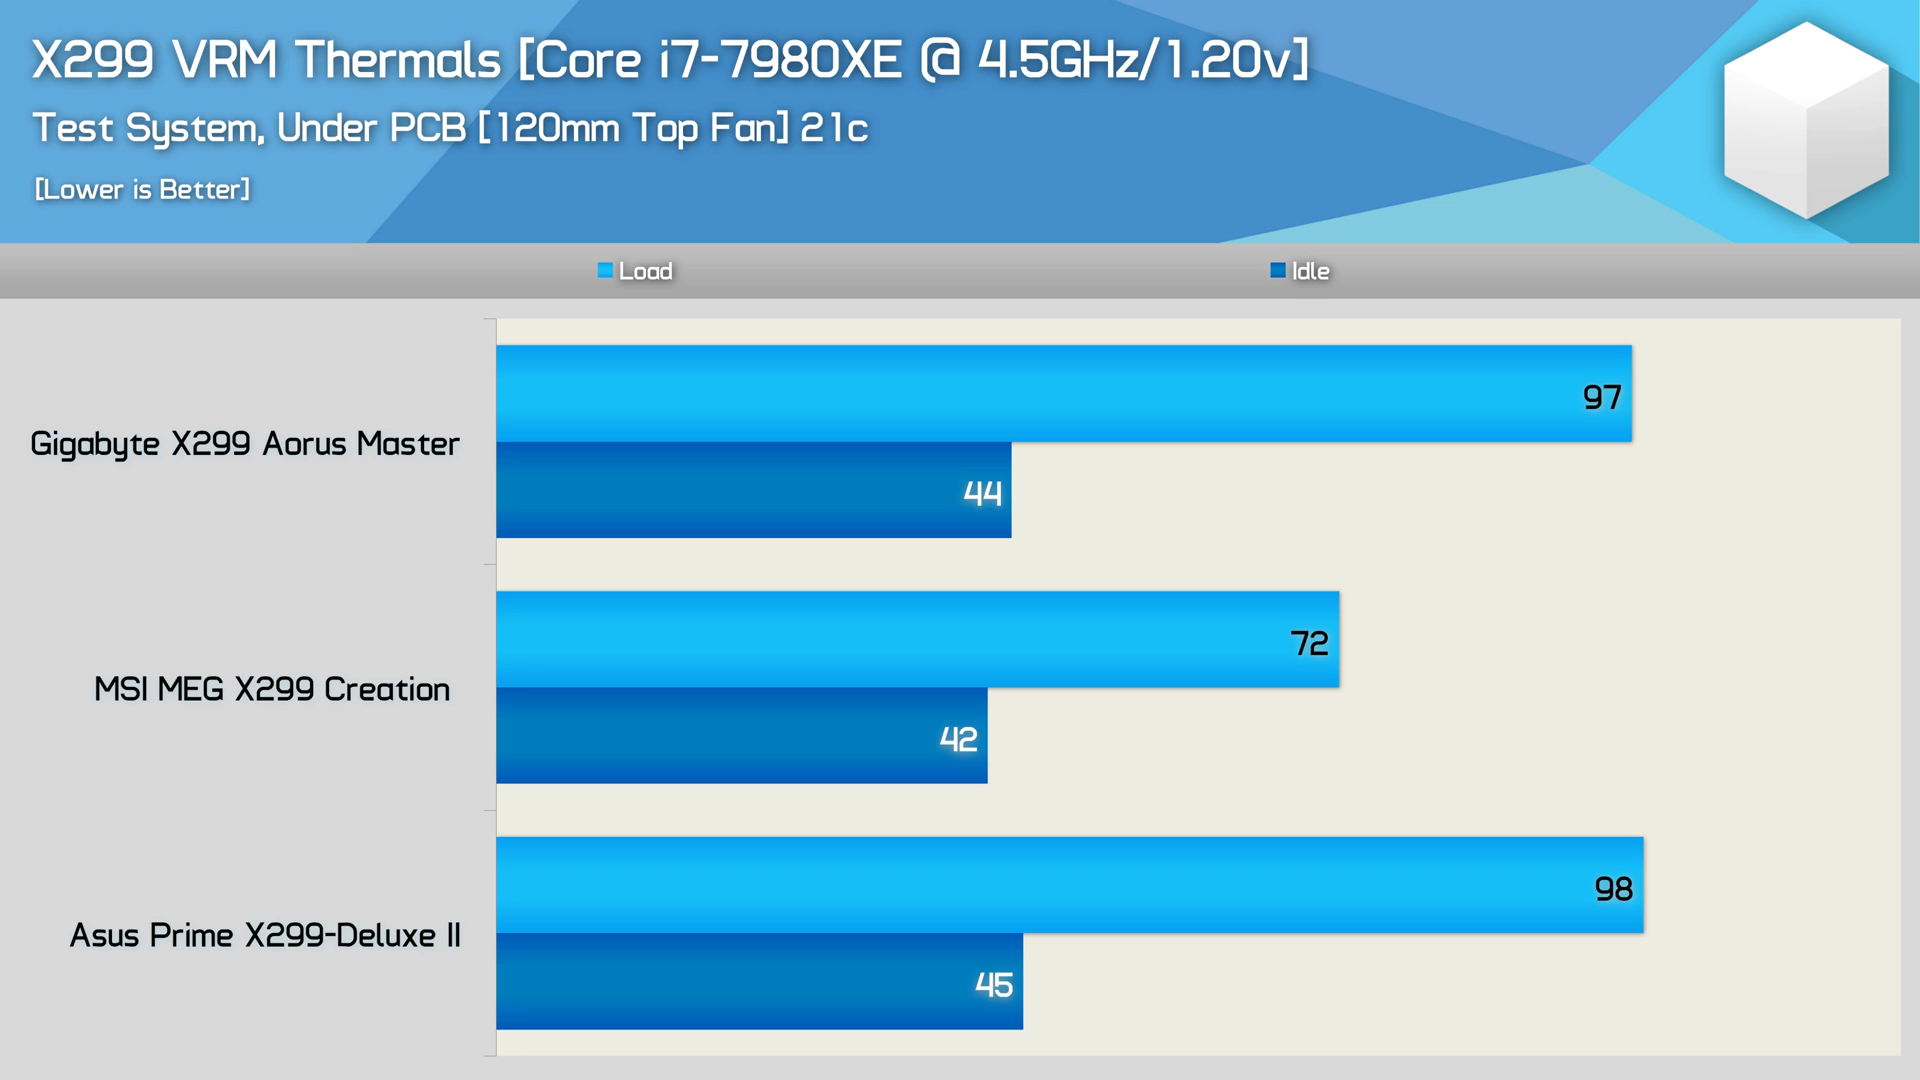 X299 VRM Thermals [Core i7-7980XE @ 4.5GHz/1.20v]
Test System, Under PCB [120mm Top Fan] 21c
[Lower is Better]
Load
Idle
Gigabyte X299 Aorus Master
97
44
MSI MEG X299 Creation
72
42
Asus Prime X299-Deluxe II
98
45